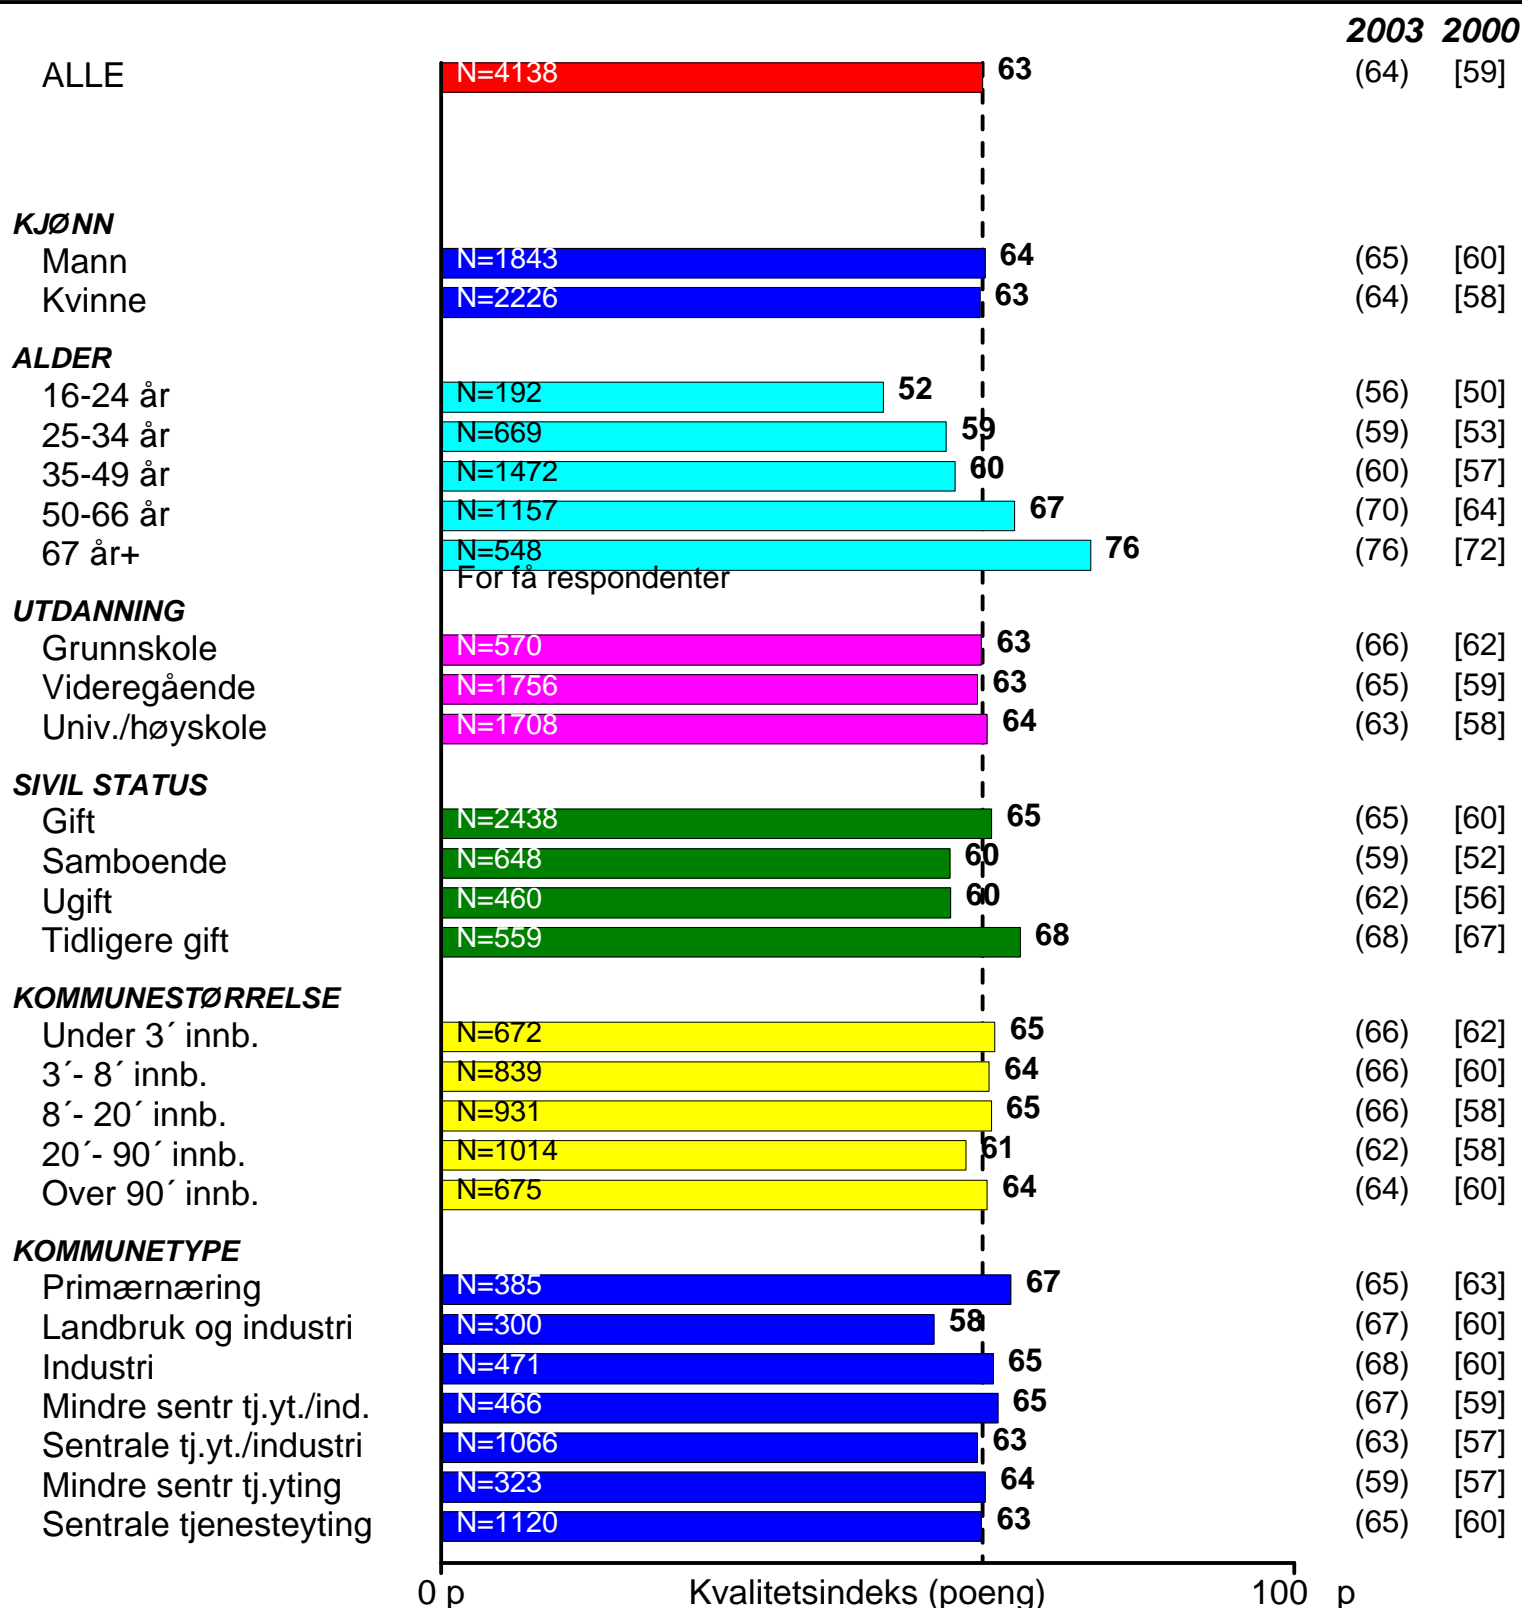 2003 2000
ALLE N=4138 63 (64) [59]
KJØNN
Mann N=1843 64 (65) [60]
Kvinne N=2226 63 (64) [58]
ALDER
16-24 år N=192 52 (56) [50]
25-34 år N=669 59 (59) [53]
35-49 år N=1472 60 (60) [57]
50-66 år N=1157 67 (70) [64]
67 år+ N=548 76 (76) [72]
For få respondenter
UTDANNING
Grunnskole N=570 63 (66) [62]
Videregående N=1756 63 (65) [59]
Univ./høyskole N=1708 64 (63) [58]
SIVIL STATUS
Gift N=2438 65 (65) [60]
Samboende N=648 60 (59) [52]
Ugift N=460 60 (62) [56]
Tidligere gift N=559 68 (68) [67]
KOMMUNESTØRRELSE
Under 3´ innb. N=672 65 (66) [62]
3´- 8´ innb. N=839 64 (66) [60]
8´- 20´ innb. N=931 65 (66) [58]
20´- 90´ innb. N=1014 61 (62) [58]
Over 90´ innb. N=675 64 (64) [60]
KOMMUNETYPE
Primærnæring N=385 67 (65) [63]
Landbruk og industri N=300 58 (67) [60]
Industri N=471 65 (68) [60]
Mindre sentr tj.yt./ind. N=466 65 (67) [59]
Sentrale tj.yt./industri N=1066 63 (63) [57]
Mindre sentr tj.yting N=323 64 (59) [57]
Sentrale tjenesteyting N=1120 63 (65) [60]
0 p Kvalitetsindeks (poeng) 100 p